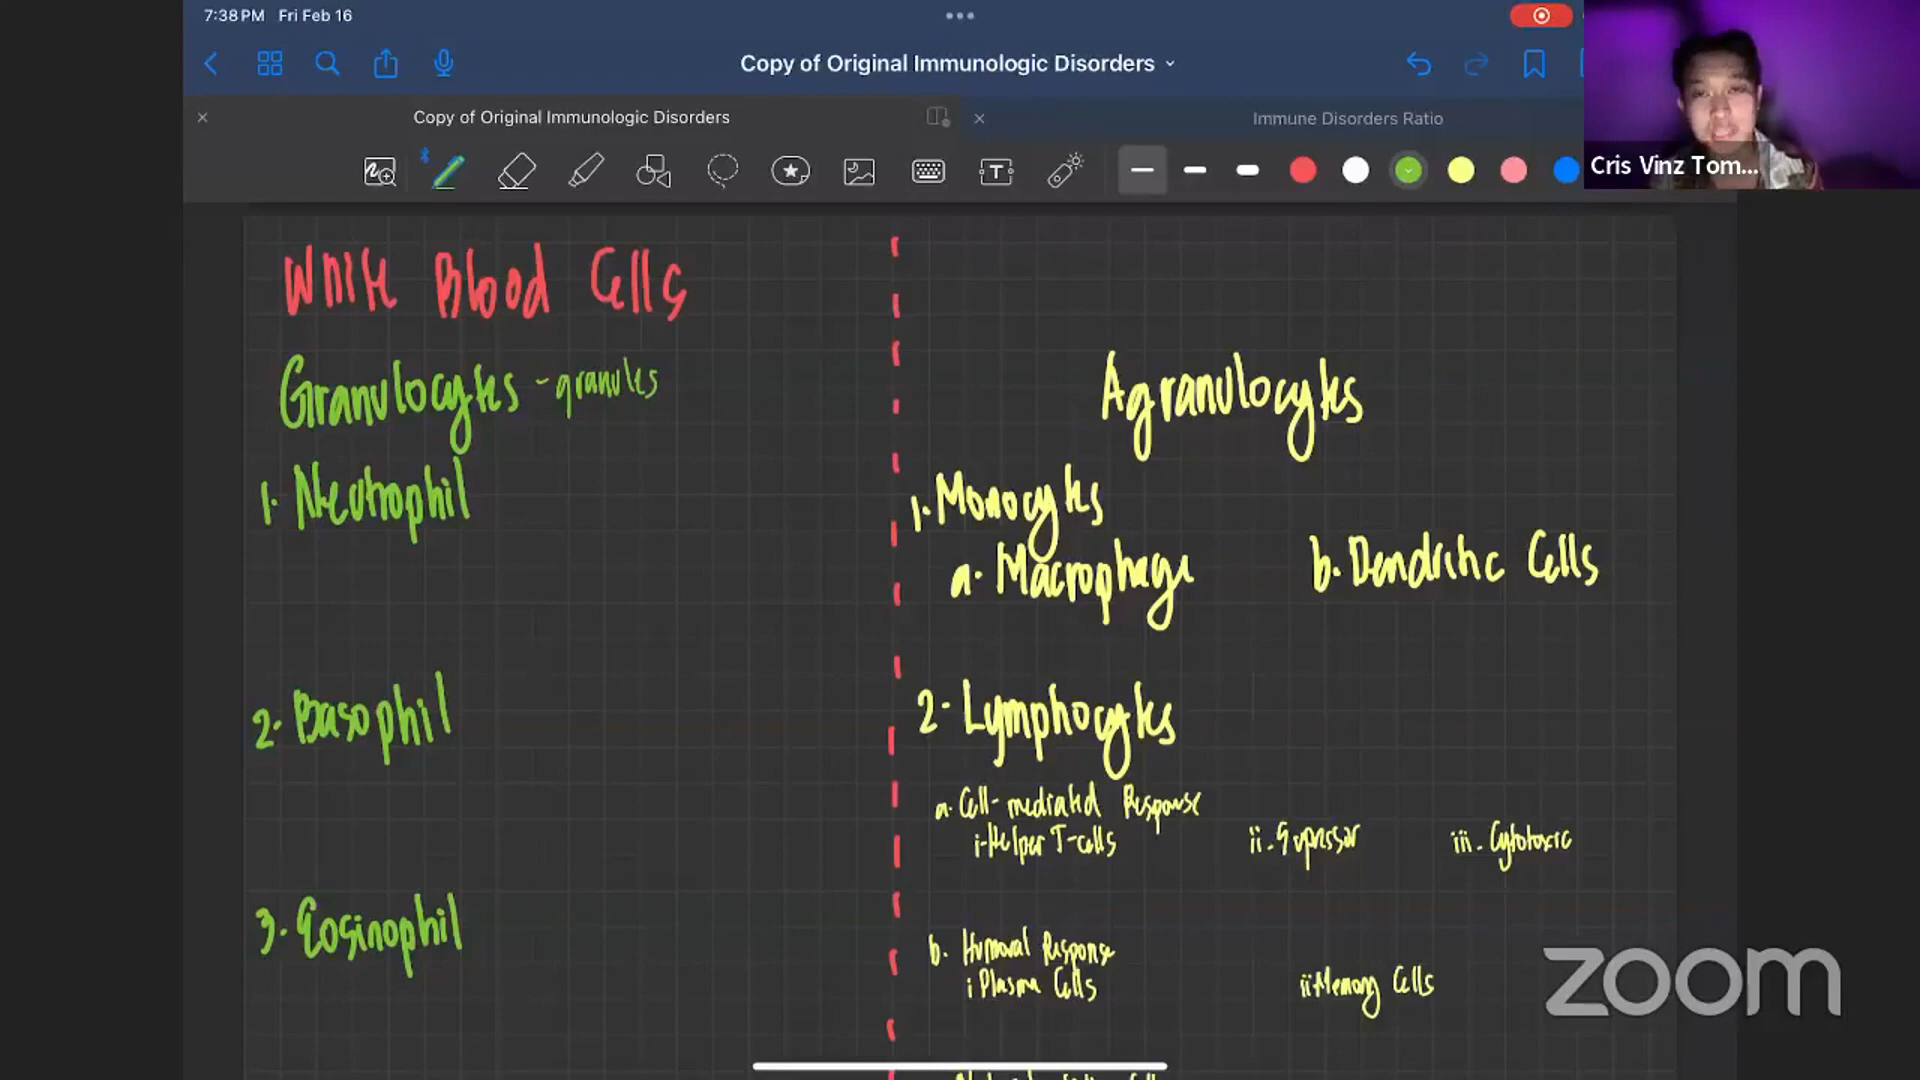 7:38 PM Fri Feb 16
Copy of Original Immunologic Disorders
Copy of Original Immunologic Disorders
Immune Disorders Ratio
Cris Vinz Tom...
White Blood Cells
Granulocytes - granules
Agranulocytes
1. Neutrophil
1. Monocytes
a. Macrophage
b. Dendritic Cells
2. Basophil
2. Lymphocytes
a. Cell-mediated Response
i. Helper T-cells
ii. Supressor
iii. Cytotoxic
3. Eosinophil
b. Humoral Response
i Plasma Cells
ii Memory Cells
zoom